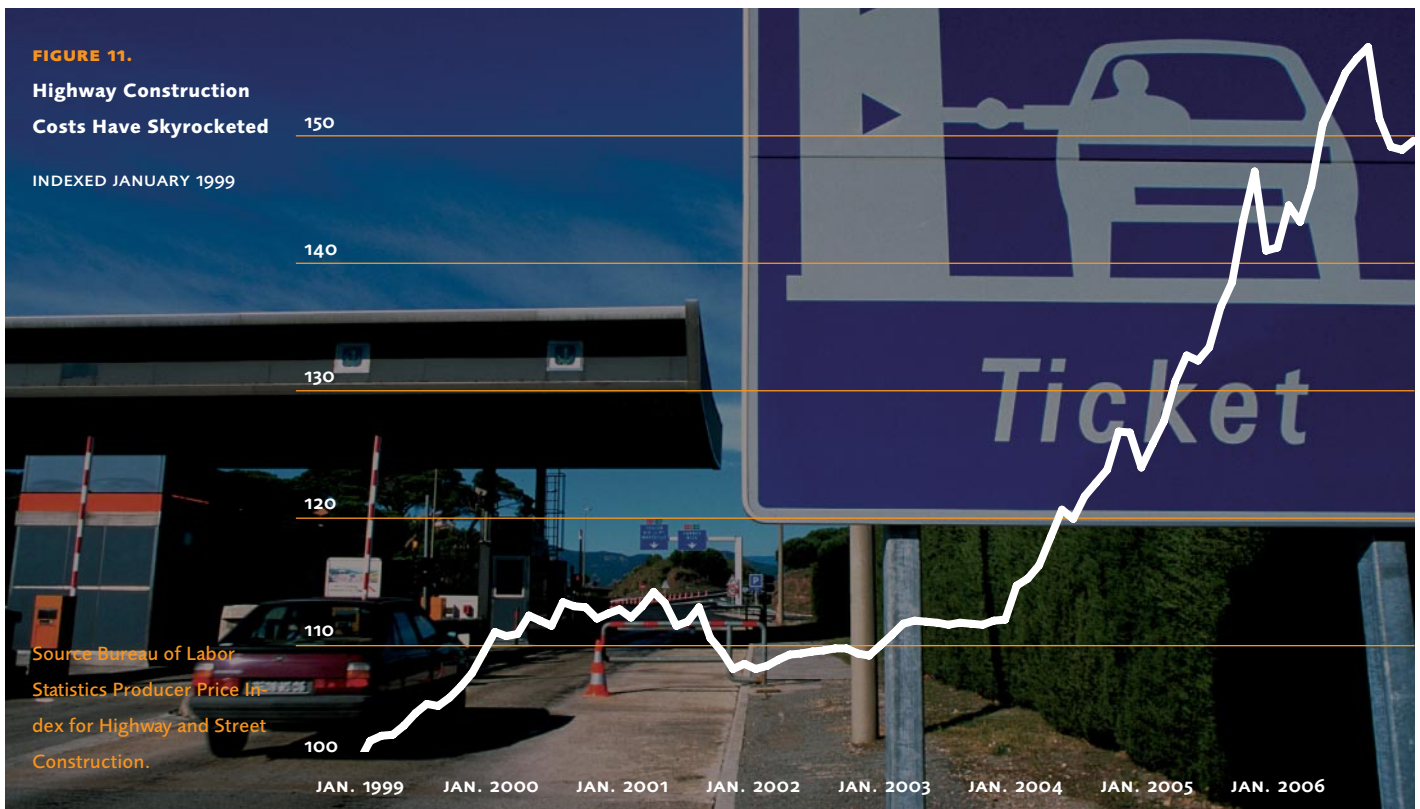 FIGURE 11.
Highway Construction
Costs Have Skyrocketed
INDEXED JANUARY 1999
150
140
130
120
110
100
Ticket
P
Source Bureau of Labor
Statistics Producer Price In-
dex for Highway and Street
Construction.
JAN. 1999 JAN. 2000 JAN. 2001 JAN. 2002 JAN. 2003 JAN. 2004 JAN. 2005 JAN. 2006